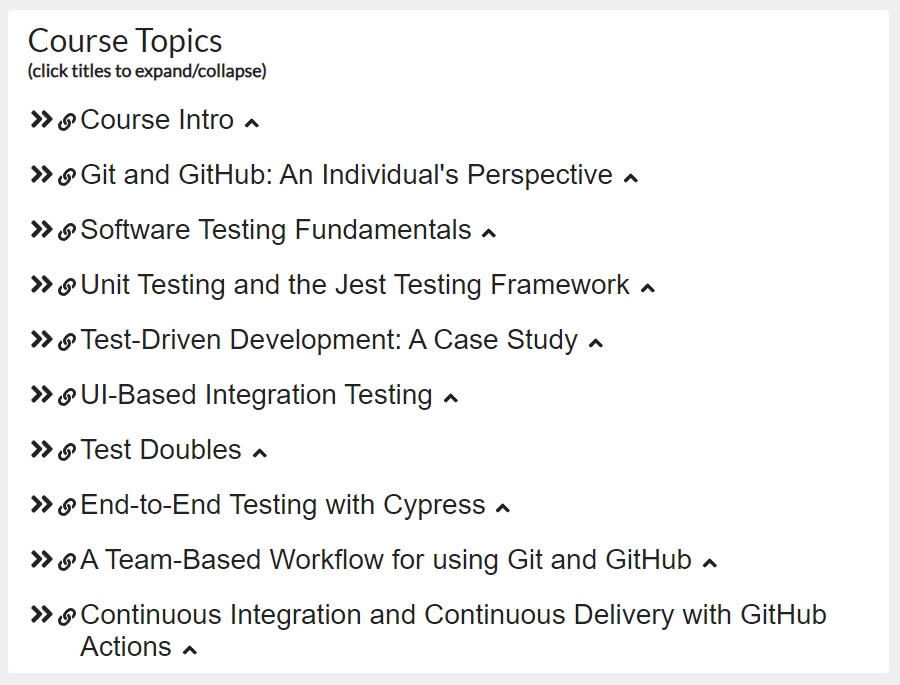 Course Topics
(click titles to expand/collapse)
Course Intro
Git and GitHub: An Individual's Perspective
Software Testing Fundamentals
Unit Testing and the Jest Testing Framework
Test-Driven Development: A Case Study
UI-Based Integration Testing
Test Doubles
End-to-End Testing with Cypress
A Team-Based Workflow for using Git and GitHub
Continuous Integration and Continuous Delivery with GitHub
Actions